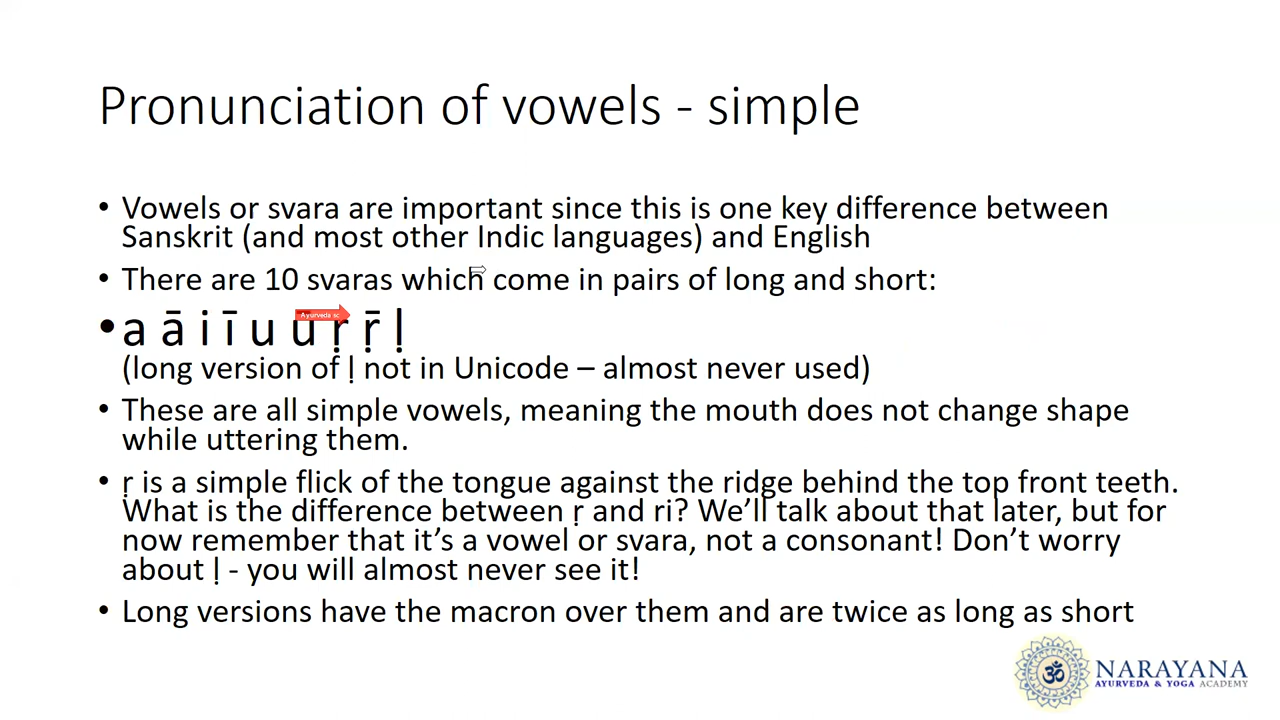 Pronunciation of vowels - simple
• Vowels or svara are important since this is one key difference between
Sanskrit (and most other Indic languages) and English
• There are 10 svaras which come in pairs of long and short:
• a ā i ī u ū ṛ ṝ ḷ
(long version of ḷ not in Unicode – almost never used)
• These are all simple vowels, meaning the mouth does not change shape
while uttering them.
• ṛ is a simple flick of the tongue against the ridge behind the top front teeth.
What is the difference between ṛ and ri? We’ll talk about that later, but for
now remember that it’s a vowel or svara, not a consonant! Don’t worry
about ḷ - you will almost never see it!
• Long versions have the macron over them and are twice as long as short
NARAYANA
AYURVEDA & YOGA ACADEMY